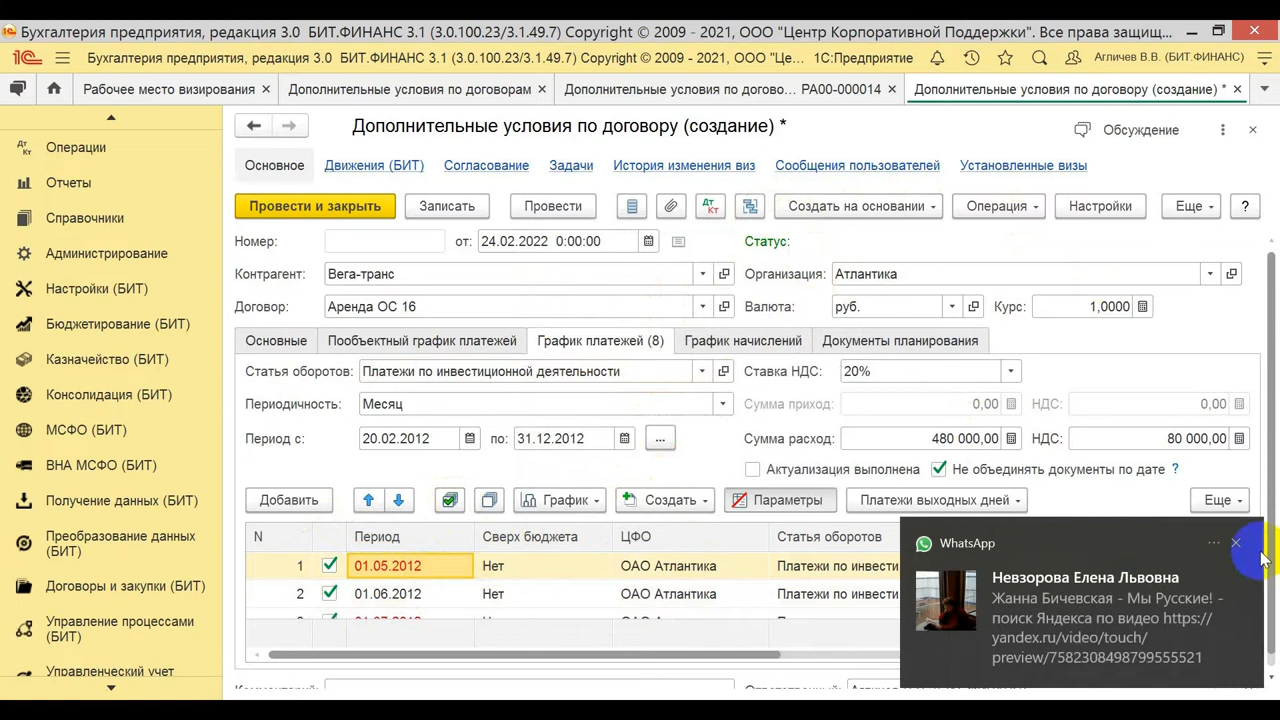 Бухгалтерия предприятия, редакция 3.0 БИТ.ФИНАНС 3.1 (3.0.100.23/3.1.49.7) Copyright © 2009 - 2021, ООО "Центр Корпоративной Поддержки". Все права защищ...
Бухгалтерия предприятия, редакция 3.0 БИТ.ФИНАНС 3.1 (3.0.100.23/3.1.49.7) Copyright © 2009 - 2021, ООО "Це... 1С:Предприятие Агличев В.В. (БИТ.ФИНАНС)
Рабочее место визирования Дополнительные условия по договорам Дополнительные условия по догово... РА00-000014 Дополнительные условия по договору (создание) *
Дополнительные условия по договору (создание) * Обсуждение
Основное Движения (БИТ) Согласование Задачи История изменения виз Сообщения пользователей Установленные визы
Провести и закрыть Записать Провести Создать на основании Операция Настройки Еще ?
Номер: от: 24.02.2022 0:00:00 Статус:
Контрагент: Вега-транс Организация: Атлантика
Договор: Аренда ОС 16 Валюта: руб. Курс: 1,0000
Основные Пообъектный график платежей График платежей (8) График начислений Документы планирования
Статья оборотов: Платежи по инвестиционной деятельности Ставка НДС: 20%
Периодичность: Месяц Сумма приход: 0,00 НДС: 0,00
Период с: 20.02.2012 по: 31.12.2012 ... Сумма расход: 480 000,00 НДС: 80 000,00
Актуализация выполнена Не объединять документы по дате ?
Добавить График Создать Параметры Платежи выходных дней Еще
N Период Сверх бюджета ЦФО Статья оборотов
1 01.05.2012 Нет ОАО Атлантика Платежи по инвести
2 01.06.2012 Нет ОАО Атлантика Платежи по инвести
Операции
Отчеты
Справочники
Администрирование
Настройки (БИТ)
Бюджетирование (БИТ)
Казначейство (БИТ)
Консолидация (БИТ)
МСФО (БИТ)
ВНА МСФО (БИТ)
Получение данных (БИТ)
Преобразование данных
(БИТ)
Договоры и закупки (БИТ)
Управление процессами
(БИТ)
Управленческий учет
WhatsApp
Невзорова Елена Львовна
Жанна Бичевская - Мы Русские! -
поиск Яндекса по видео https://
yandex.ru/video/touch/
preview/7582308498799555521